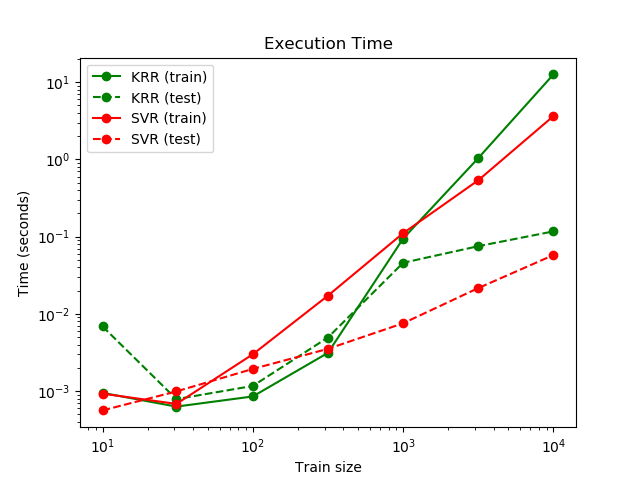 Execution Time
KRR (train)
KRR (test)
SVR (train)
SVR (test)
Time (seconds)
10¹
10⁰
10⁻¹
10⁻²
10⁻³
10¹
10²
10³
10⁴
Train size